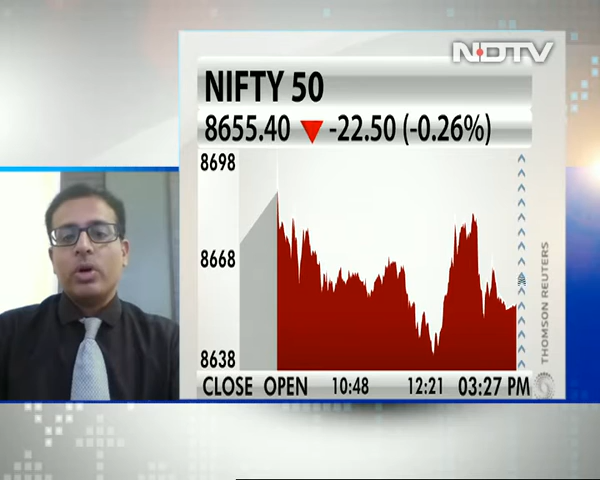 NDTV
NIFTY 50
8655.40 ▼ -22.50 (-0.26%)
8698
8668
8638
CLOSE OPEN 10:48 12:21 03:27 PM
THOMSON REUTERS